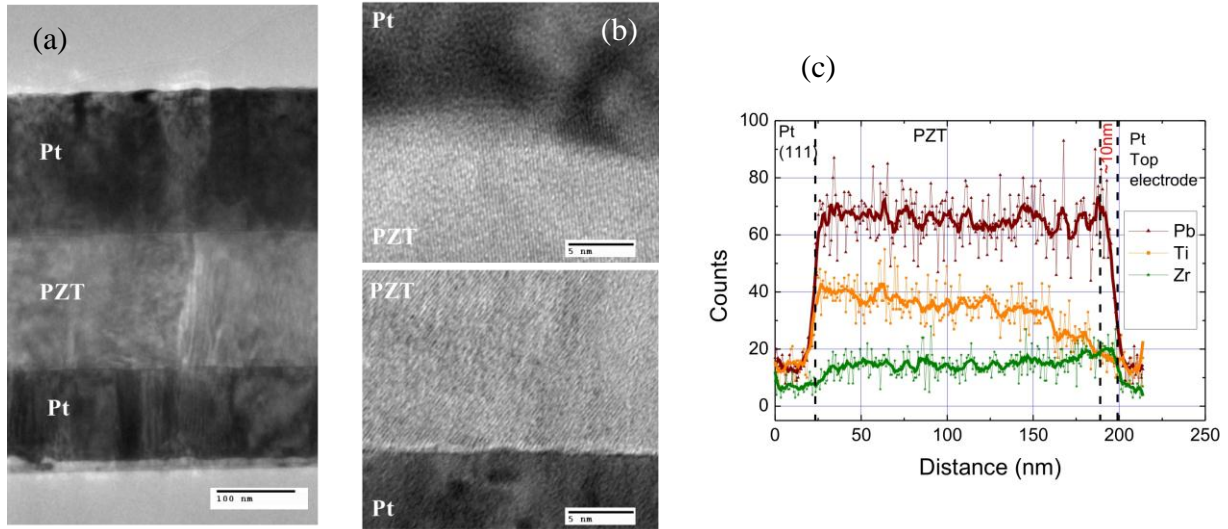 (a)
Pt
PZT
Pt
100 nm
(b)
Pt
PZT
5 nm
PZT
Pt
5 nm
(c)
Pt
(111)
PZT
~10nm
Pt
Top
electrode
Pb
Ti
Zr
Counts
100
80
60
40
20
0
0 50 100 150 200 250
Distance (nm)